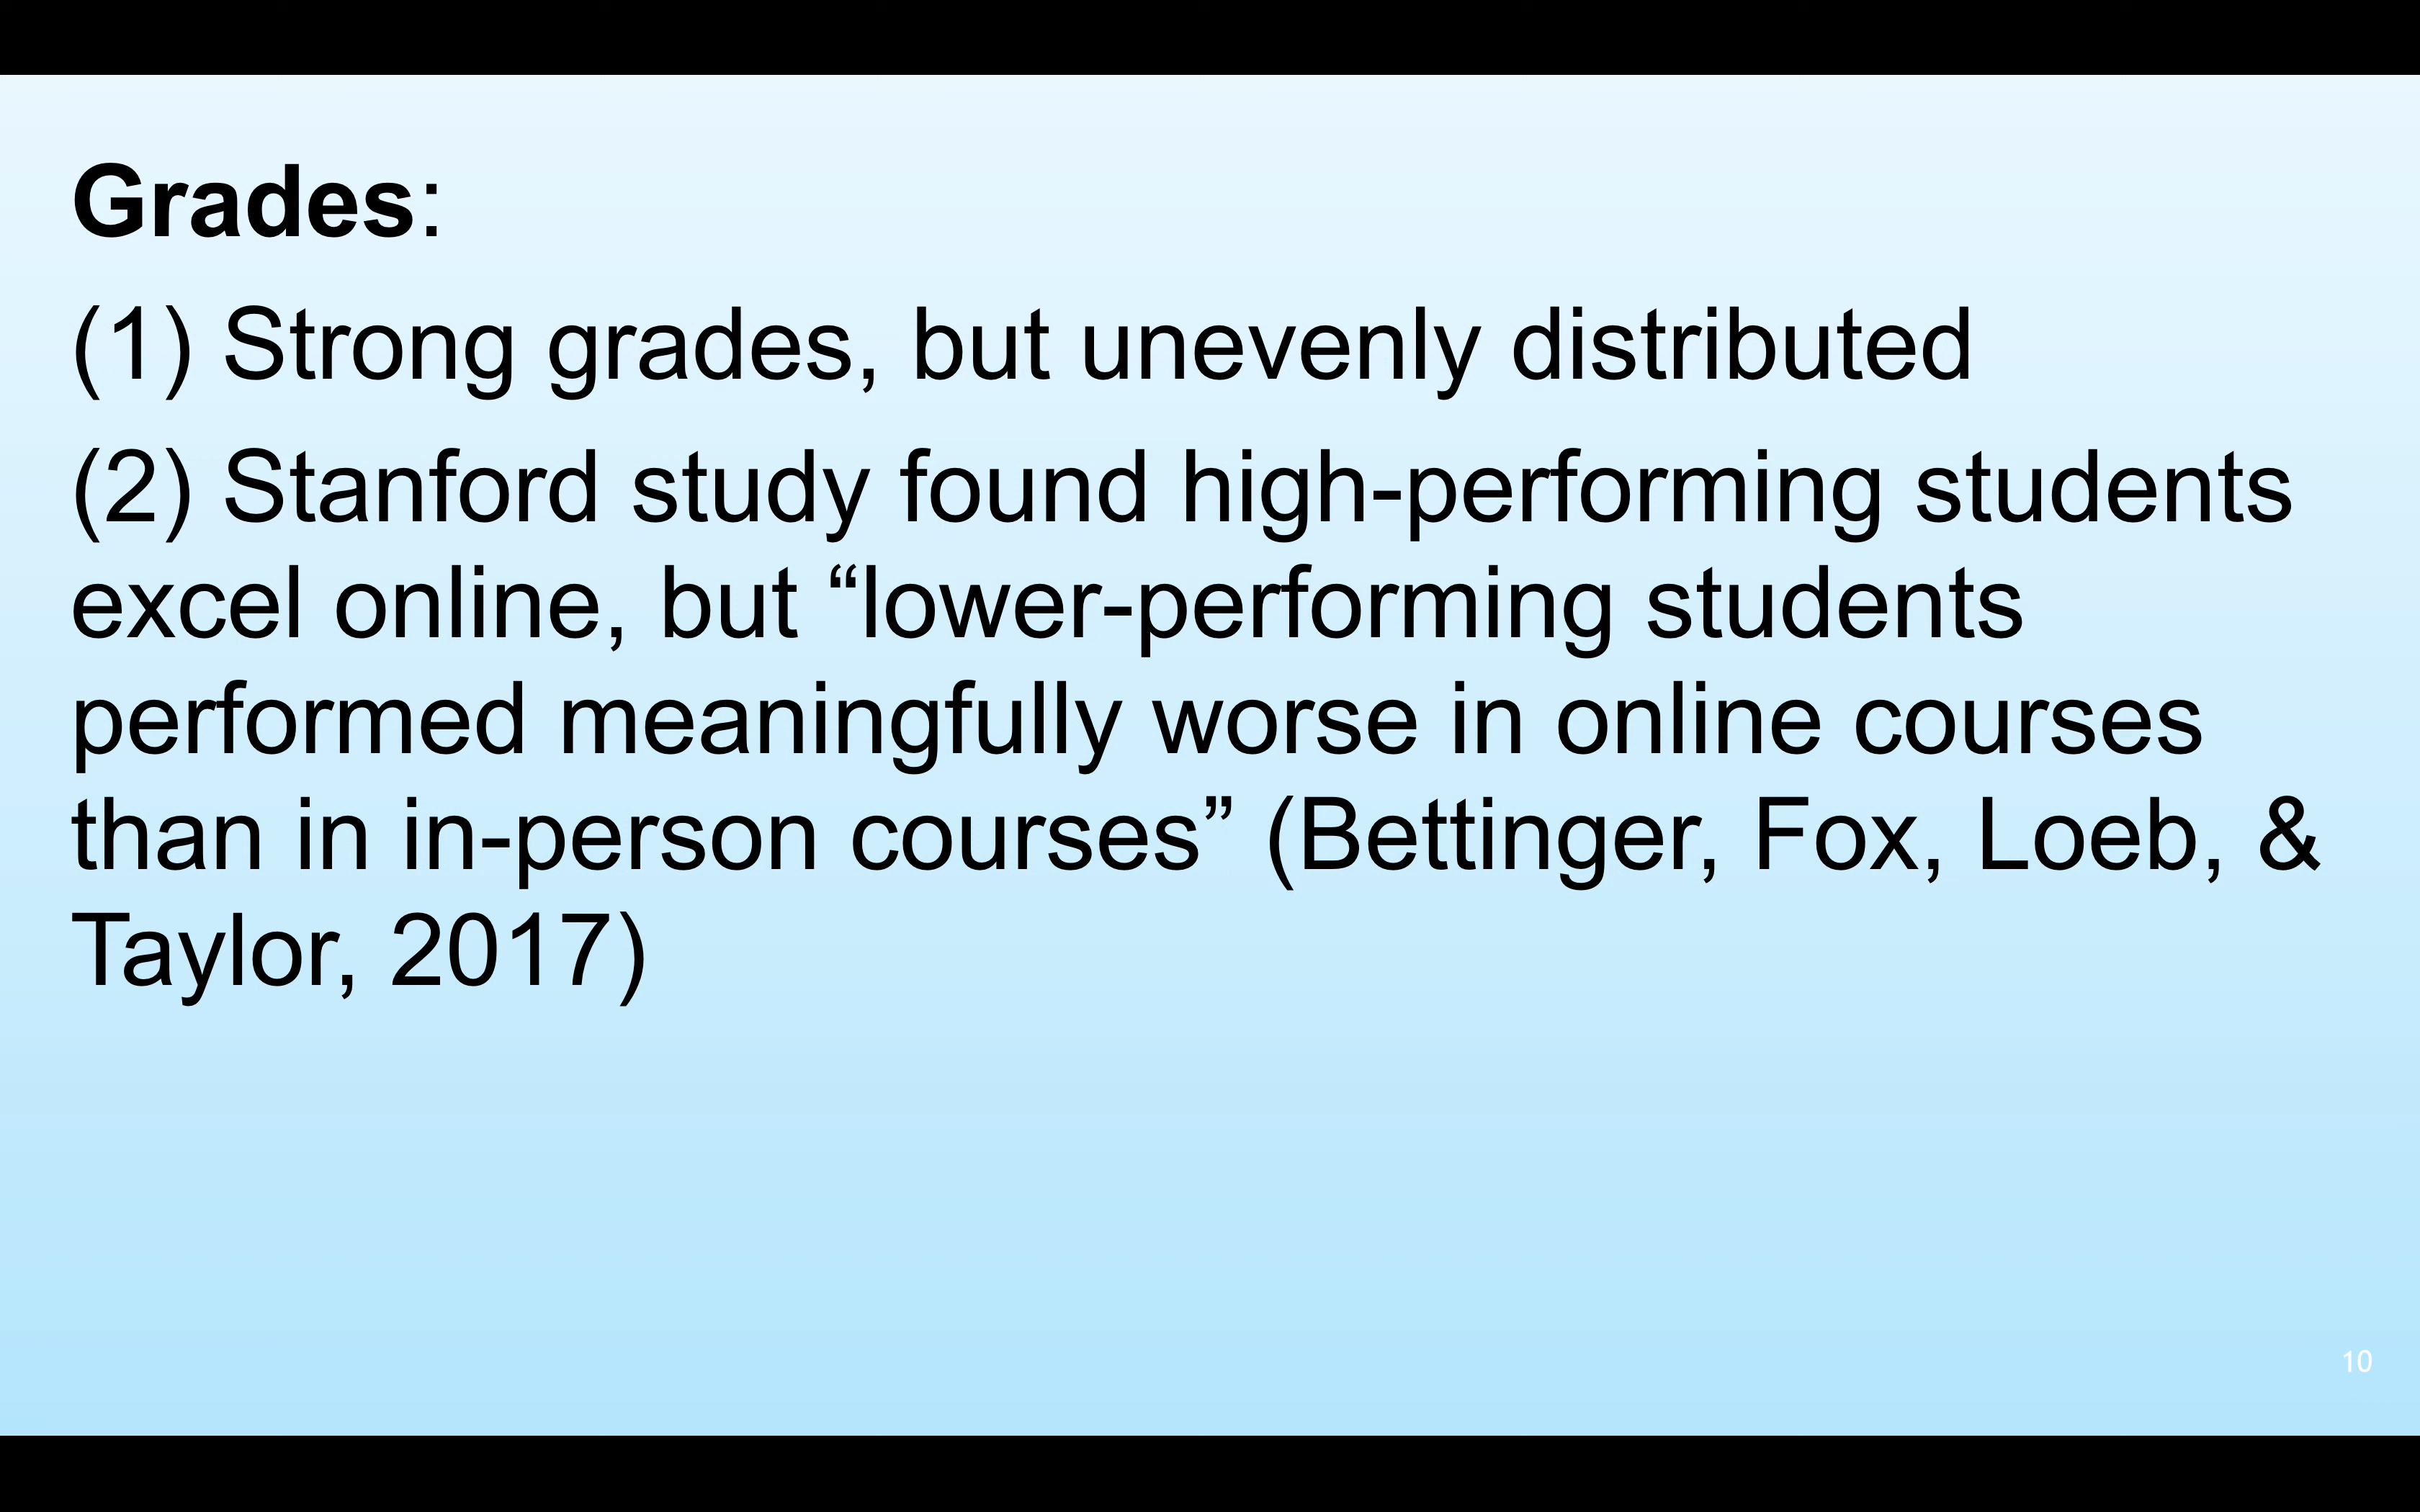 Grades:
(1) Strong grades, but unevenly distributed
(2) Stanford study found high-performing students
excel online, but “lower-performing students
performed meaningfully worse in online courses
than in in-person courses” (Bettinger, Fox, Loeb, &
Taylor, 2017)
10